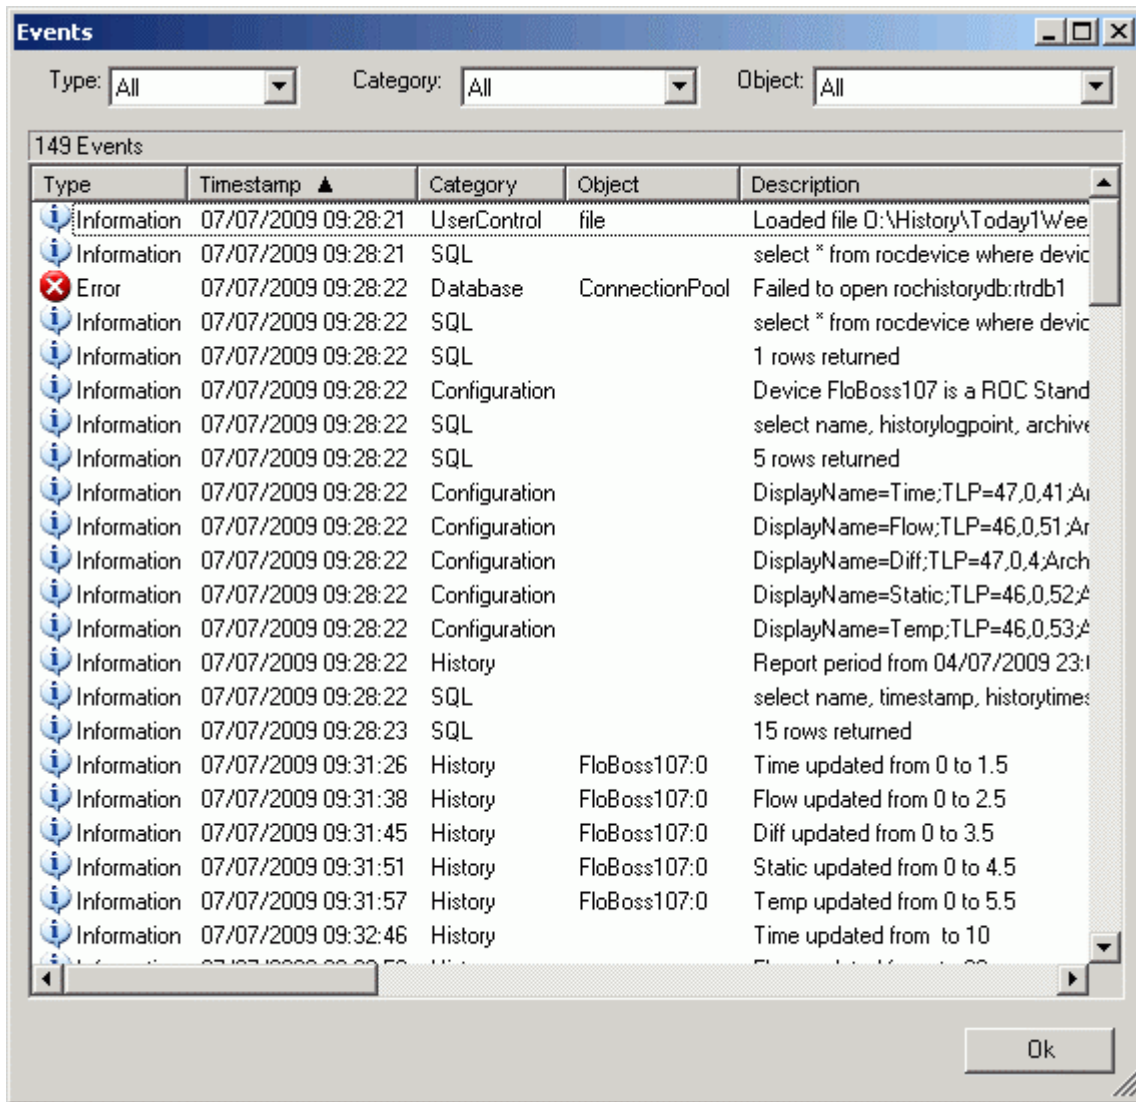 Events
Type: All Category: All Object: All
149 Events
Type Timestamp Category Object Description
Information 07/07/2009 09:28:21 UserControl file Loaded file O:\History\Today1Wee
Information 07/07/2009 09:28:21 SQL select * from rocdevice where devic
Error 07/07/2009 09:28:22 Database ConnectionPool Failed to open rochistorydb:rtrdb1
Information 07/07/2009 09:28:22 SQL select * from rocdevice where devic
Information 07/07/2009 09:28:22 SQL 1 rows returned
Information 07/07/2009 09:28:22 Configuration Device FloBoss107 is a ROC Stand
Information 07/07/2009 09:28:22 SQL select name, historylogpoint, archive
Information 07/07/2009 09:28:22 SQL 5 rows returned
Information 07/07/2009 09:28:22 Configuration DisplayName=Time;TLP=47,0,41;Ar
Information 07/07/2009 09:28:22 Configuration DisplayName=Flow;TLP=46,0,51;Ar
Information 07/07/2009 09:28:22 Configuration DisplayName=Diff;TLP=47,0,4;Arch
Information 07/07/2009 09:28:22 Configuration DisplayName=Static;TLP=46,0,52;A
Information 07/07/2009 09:28:22 Configuration DisplayName=Temp;TLP=46,0,53;A
Information 07/07/2009 09:28:22 History Report period from 04/07/2009 23:
Information 07/07/2009 09:28:22 SQL select name, timestamp, historytimes
Information 07/07/2009 09:28:23 SQL 15 rows returned
Information 07/07/2009 09:31:26 History FloBoss107:0 Time updated from 0 to 1.5
Information 07/07/2009 09:31:38 History FloBoss107:0 Flow updated from 0 to 2.5
Information 07/07/2009 09:31:45 History FloBoss107:0 Diff updated from 0 to 3.5
Information 07/07/2009 09:31:51 History FloBoss107:0 Static updated from 0 to 4.5
Information 07/07/2009 09:31:57 History FloBoss107:0 Temp updated from 0 to 5.5
Information 07/07/2009 09:32:46 History Time updated from to 10
Ok